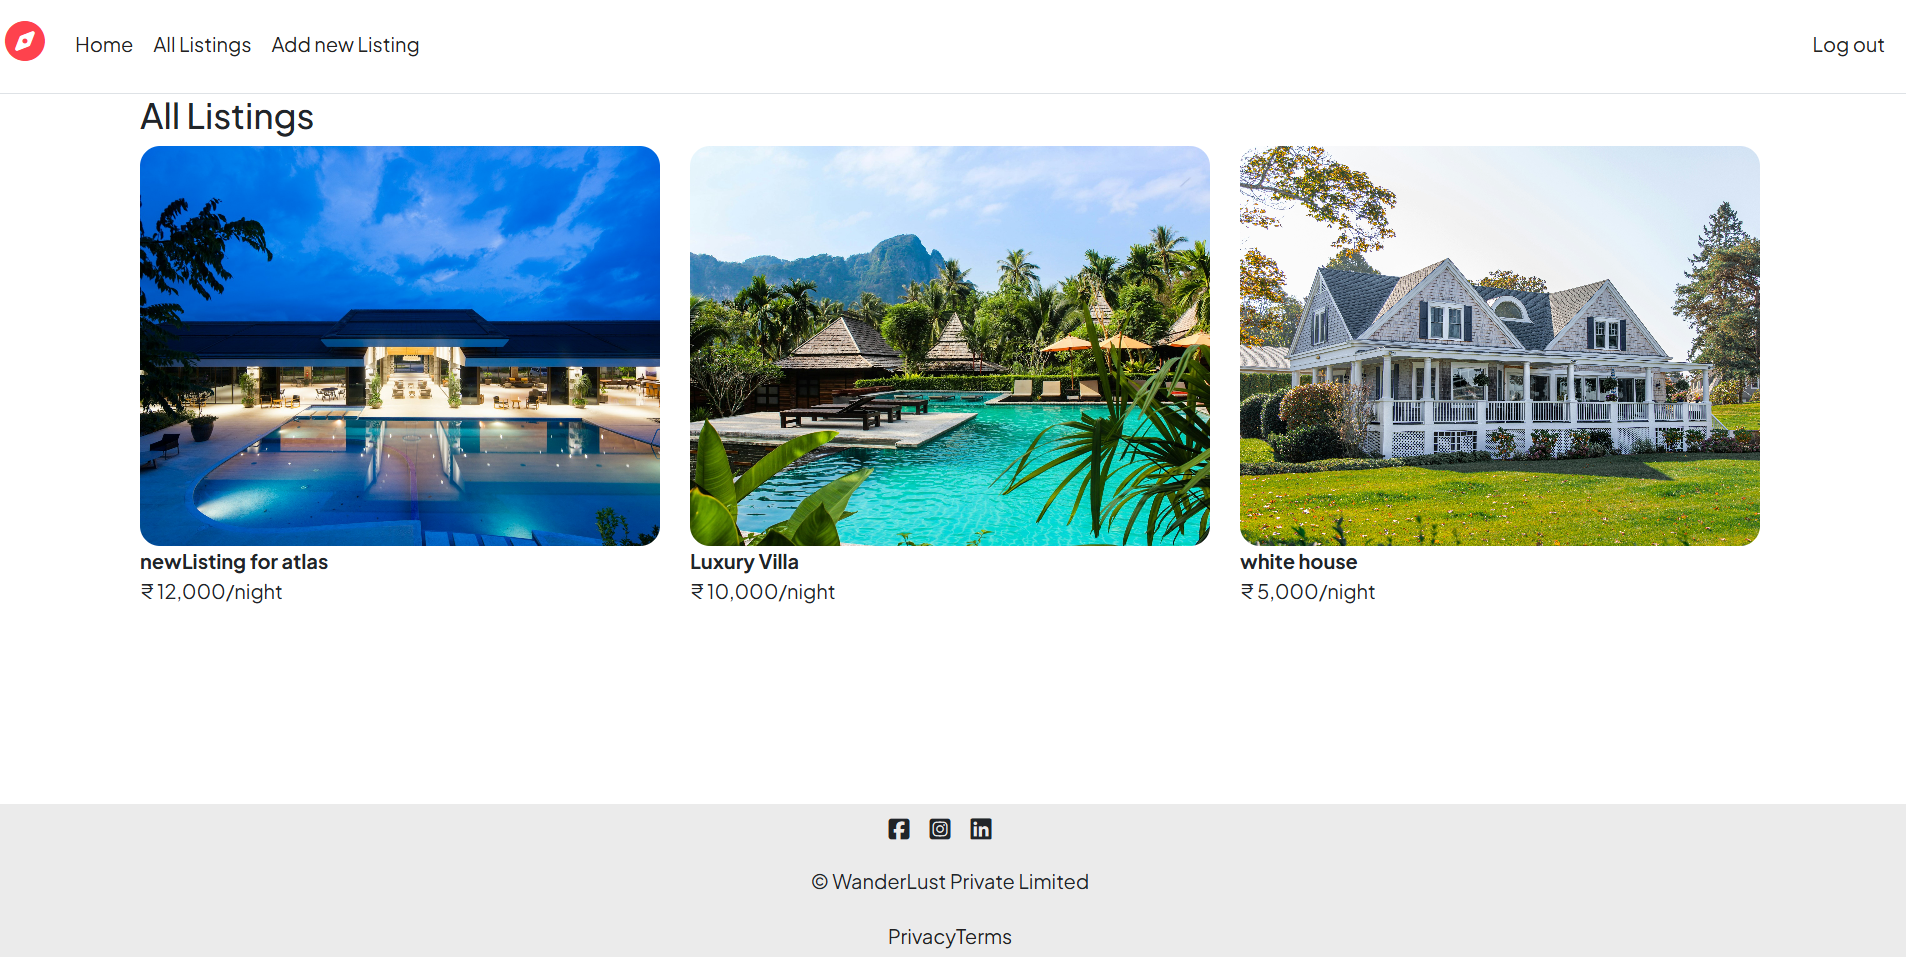 Home All Listings Add new Listing Log out
All Listings
newListing for atlas
₹ 12,000/night
Luxury Villa
₹ 10,000/night
white house
₹ 5,000/night
© WanderLust Private Limited
PrivacyTerms